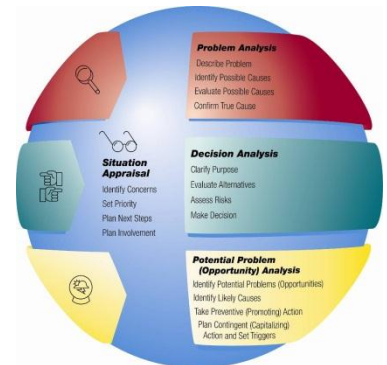 Problem Analysis
Describe Problem
Identify Possible Causes
Evaluate Possible Causes
Confirm True Cause
Situation
Appraisal
Identify Concerns
Set Priority
Plan Next Steps
Plan Involvement
Decision Analysis
Clarify Purpose
Evaluate Alternatives
Assess Risks
Make Decision
Potential Problem
(Opportunity) Analysis
Identify Potential Problems (Opportunities)
Identify Likely Causes
Take Preventive (Promoting) Action
Plan Contingent (Capitalizing)
Action and Set Triggers